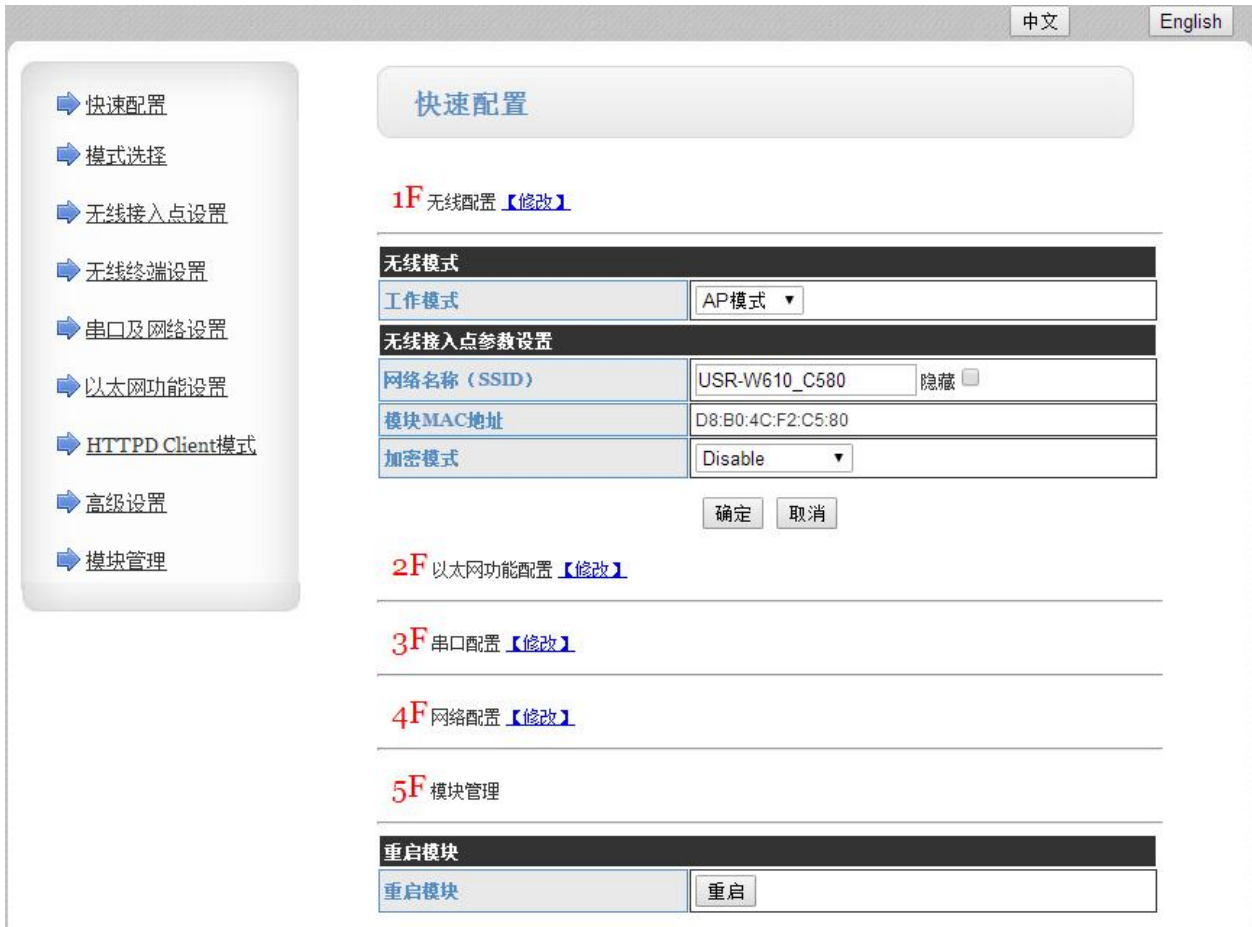 中文 English
快速配置
模式选择
无线接入点设置
无线终端设置
串口及网络设置
以太网功能设置
HTTPD Client模式
高级设置
模块管理
快速配置
1F 无线配置 【修改】
无线模式
工作模式 AP模式
无线接入点参数设置
网络名称（SSID） USR-W610_C580 隐藏
模块MAC地址 D8:B0:4C:F2:C5:80
加密模式 Disable
确定 取消
2F 以太网功能配置 【修改】
3F 串口配置 【修改】
4F 网络配置 【修改】
5F 模块管理
重启模块
重启模块 重启